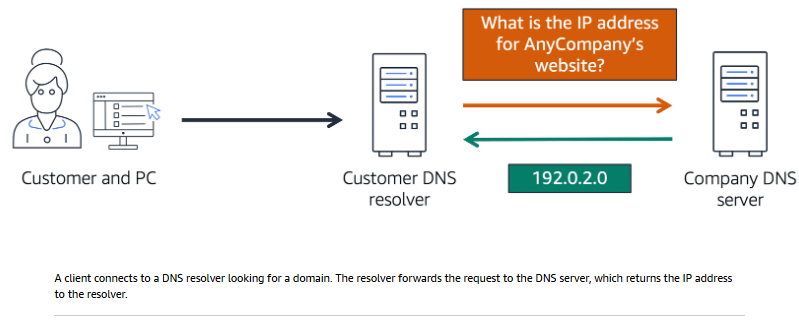 What is the IP address
for AnyCompany's
website?
Customer and PC
Customer DNS
resolver
192.0.2.0
Company DNS
server
A client connects to a DNS resolver looking for a domain. The resolver forwards the request to the DNS server, which returns the IP address
to the resolver.